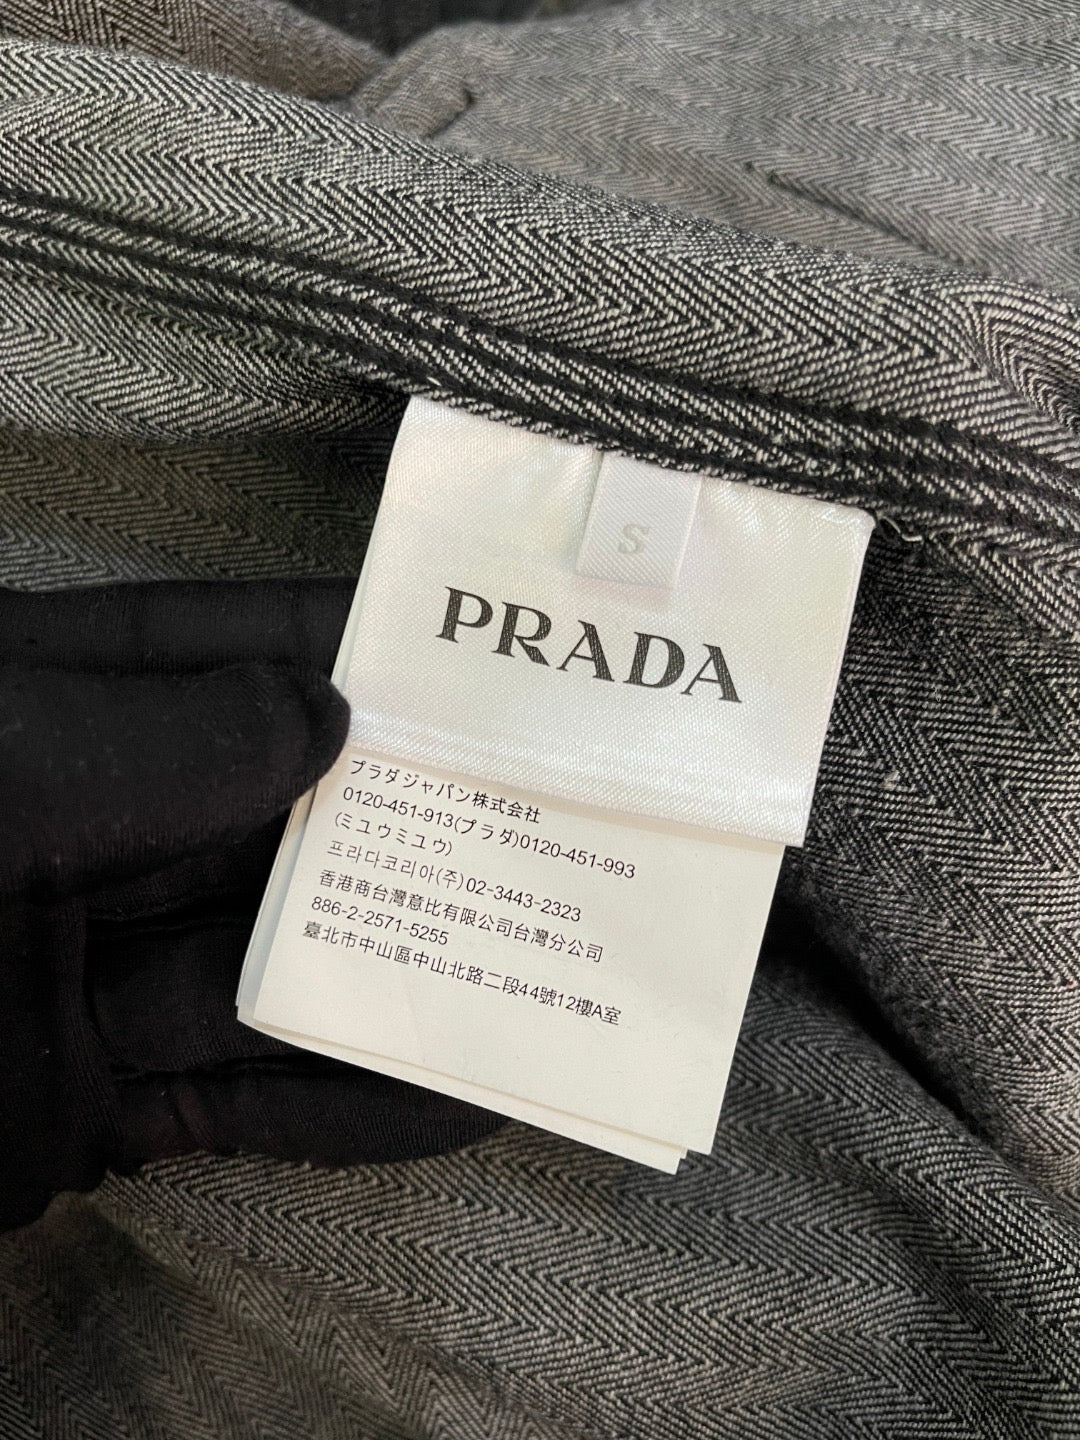 S
PRADA
プラダジャパン株式会社
0120-451-913(プラダ)0120-451-993
(ミュウミュウ)
프라다코리아(주)02-3443-2323
香港商台灣意比有限公司台灣分公司
886-2-2571-5255
臺北市中山區中山北路二段44號12樓A室